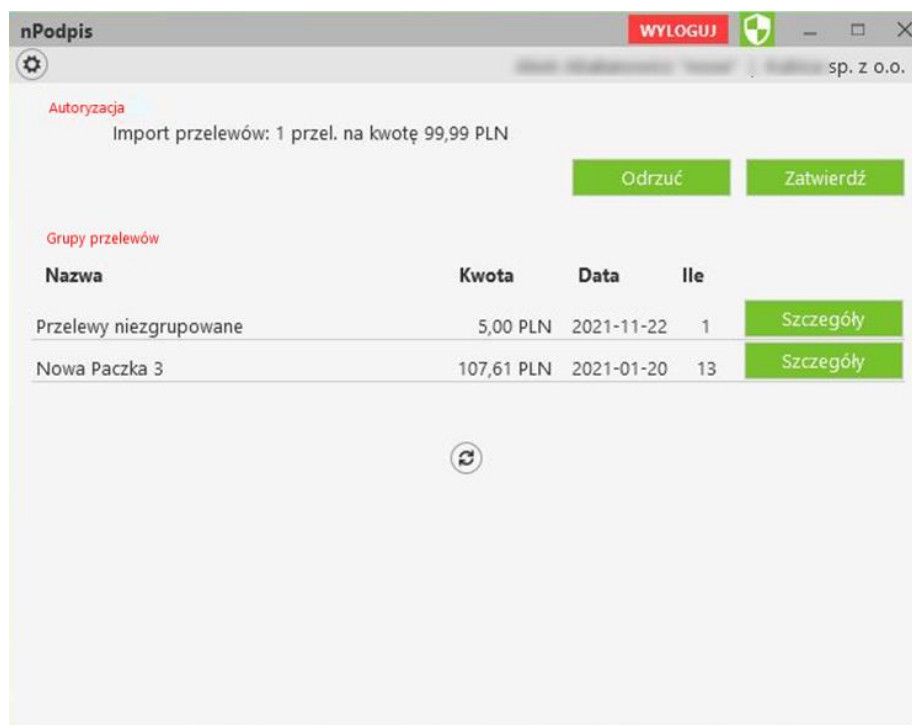 nPodpis WYLOGUJ
sp. z o.o.
Autoryzacja
Import przelewów: 1 przel. na kwotę 99,99 PLN
Odrzuć Zatwierdź
Grupy przelewów
Nazwa Kwota Data Ile
Przelewy niezgrupowane 5,00 PLN 2021-11-22 1 Szczegóły
Nowa Paczka 3 107,61 PLN 2021-01-20 13 Szczegóły